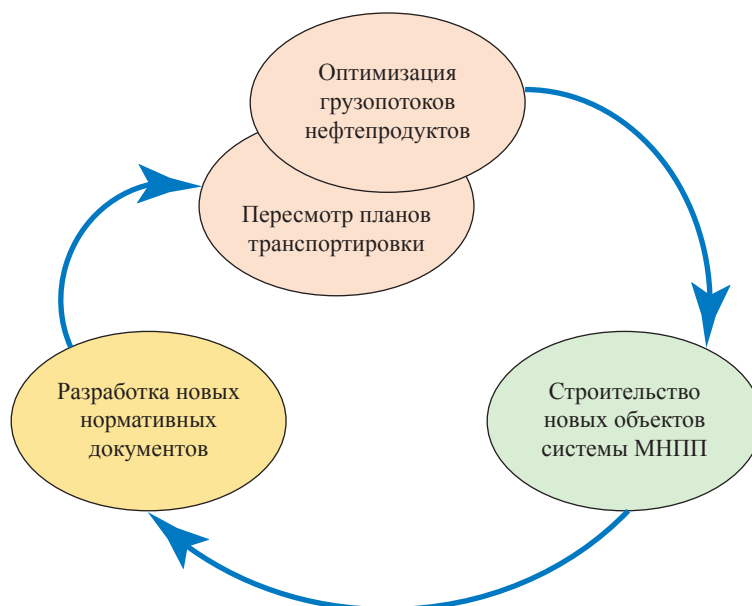 Оптимизация
грузопотоков
нефтепродуктов
Пересмотр планов
транспортировки
Разработка новых
нормативных
документов
Строительство
новых объектов
системы МНПП